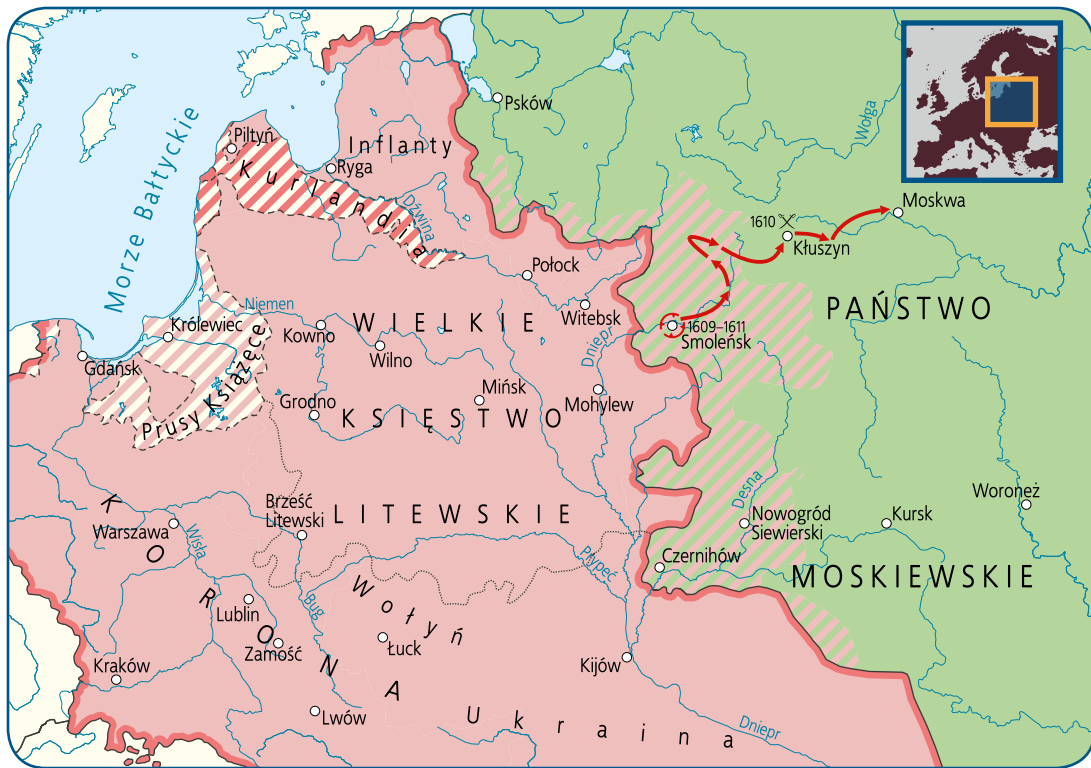 Psków
Wołga
Morze Bałtyckie
Piltyń
Inflanty
Ryga
Kurlandia
Dźwina
Moskwa
1610
Kłuszyn
Połock
Witebsk
PAŃSTWO
Niemen
Królewiec
Kowno
WIELKIE
Wilno
Dniepr
1609–1611
Smoleńsk
Gdańsk
Prusy Książęce
Grodno
Mińsk
KSIĘSTWO
Mohylew
Brześć
Litewski
LITEWSKIE
Desna
Woroneż
KORONA
Warszawa
Wisła
Nowogród
Siewierski
Kursk
Prypeć
Czernihów
MOSKIEWSKIE
Wołyń
Bug
Lublin
Zamość
Łuck
Kijów
Kraków
Lwów
Ukraina
Dniepr